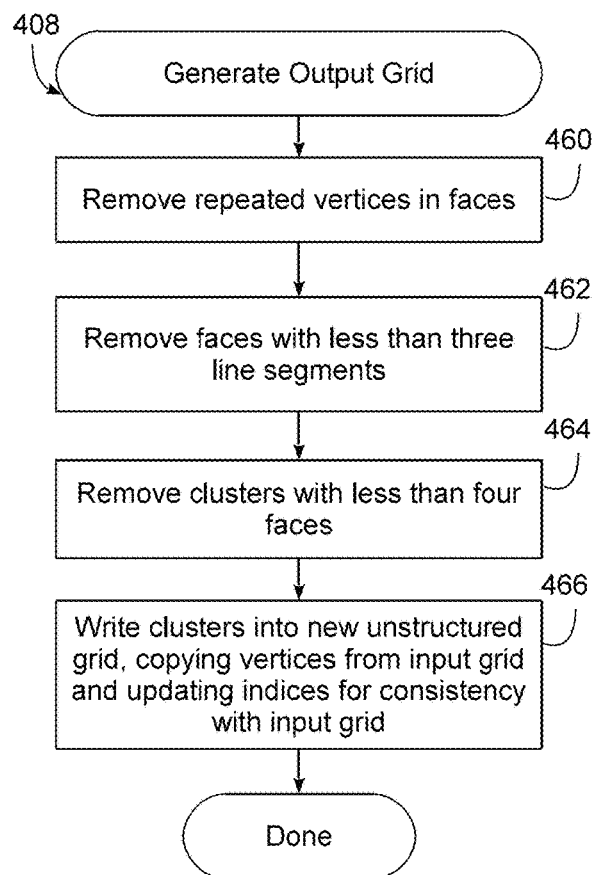 408
Generate Output Grid
460
Remove repeated vertices in faces
462
Remove faces with less than three
line segments
464
Remove clusters with less than four
faces
466
Write clusters into new unstructured
grid, copying vertices from input grid
and updating indices for consistency
with input grid
Done